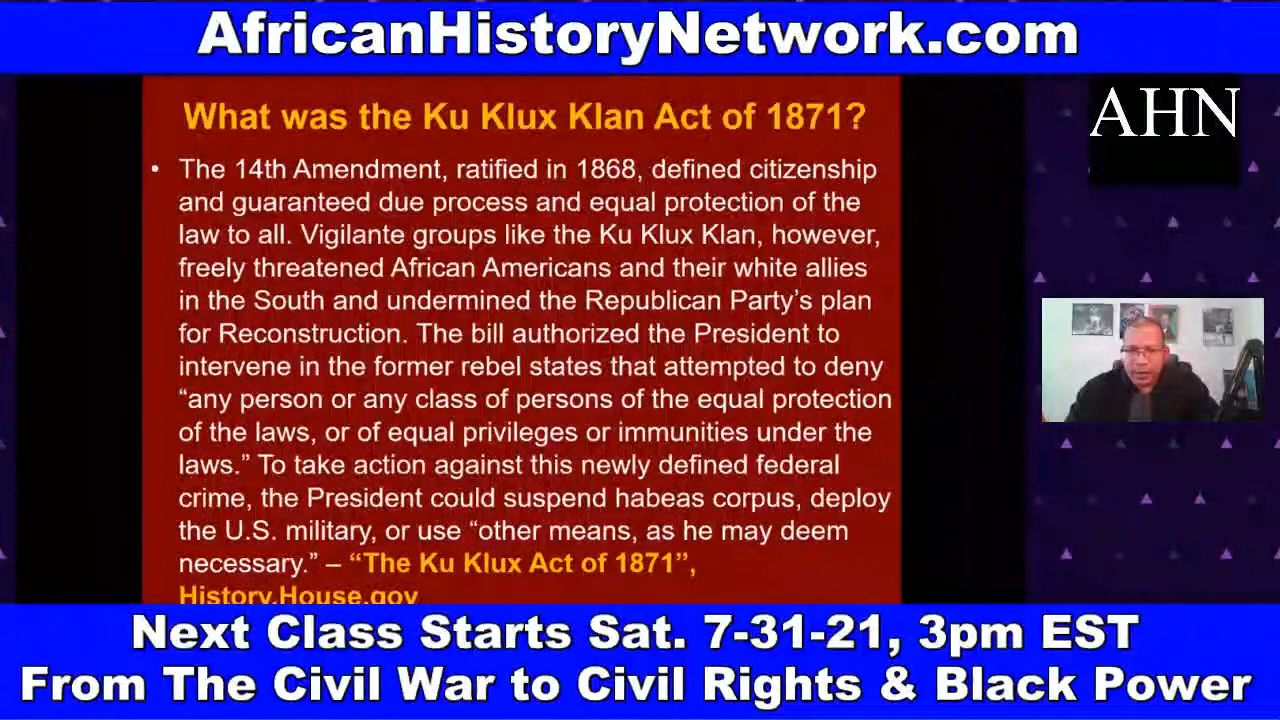 AfricanHistoryNetwork.com
AHN
What was the Ku Klux Klan Act of 1871?
• The 14th Amendment, ratified in 1868, defined citizenship
and guaranteed due process and equal protection of the
law to all. Vigilante groups like the Ku Klux Klan, however,
freely threatened African Americans and their white allies
in the South and undermined the Republican Party’s plan
for Reconstruction. The bill authorized the President to
intervene in the former rebel states that attempted to deny
“any person or any class of persons of the equal protection
of the laws, or of equal privileges or immunities under the
laws.” To take action against this newly defined federal
crime, the President could suspend habeas corpus, deploy
the U.S. military, or use “other means, as he may deem
necessary.” – “The Ku Klux Act of 1871”,
History.House.gov
Next Class Starts Sat. 7-31-21, 3pm EST
From The Civil War to Civil Rights & Black Power